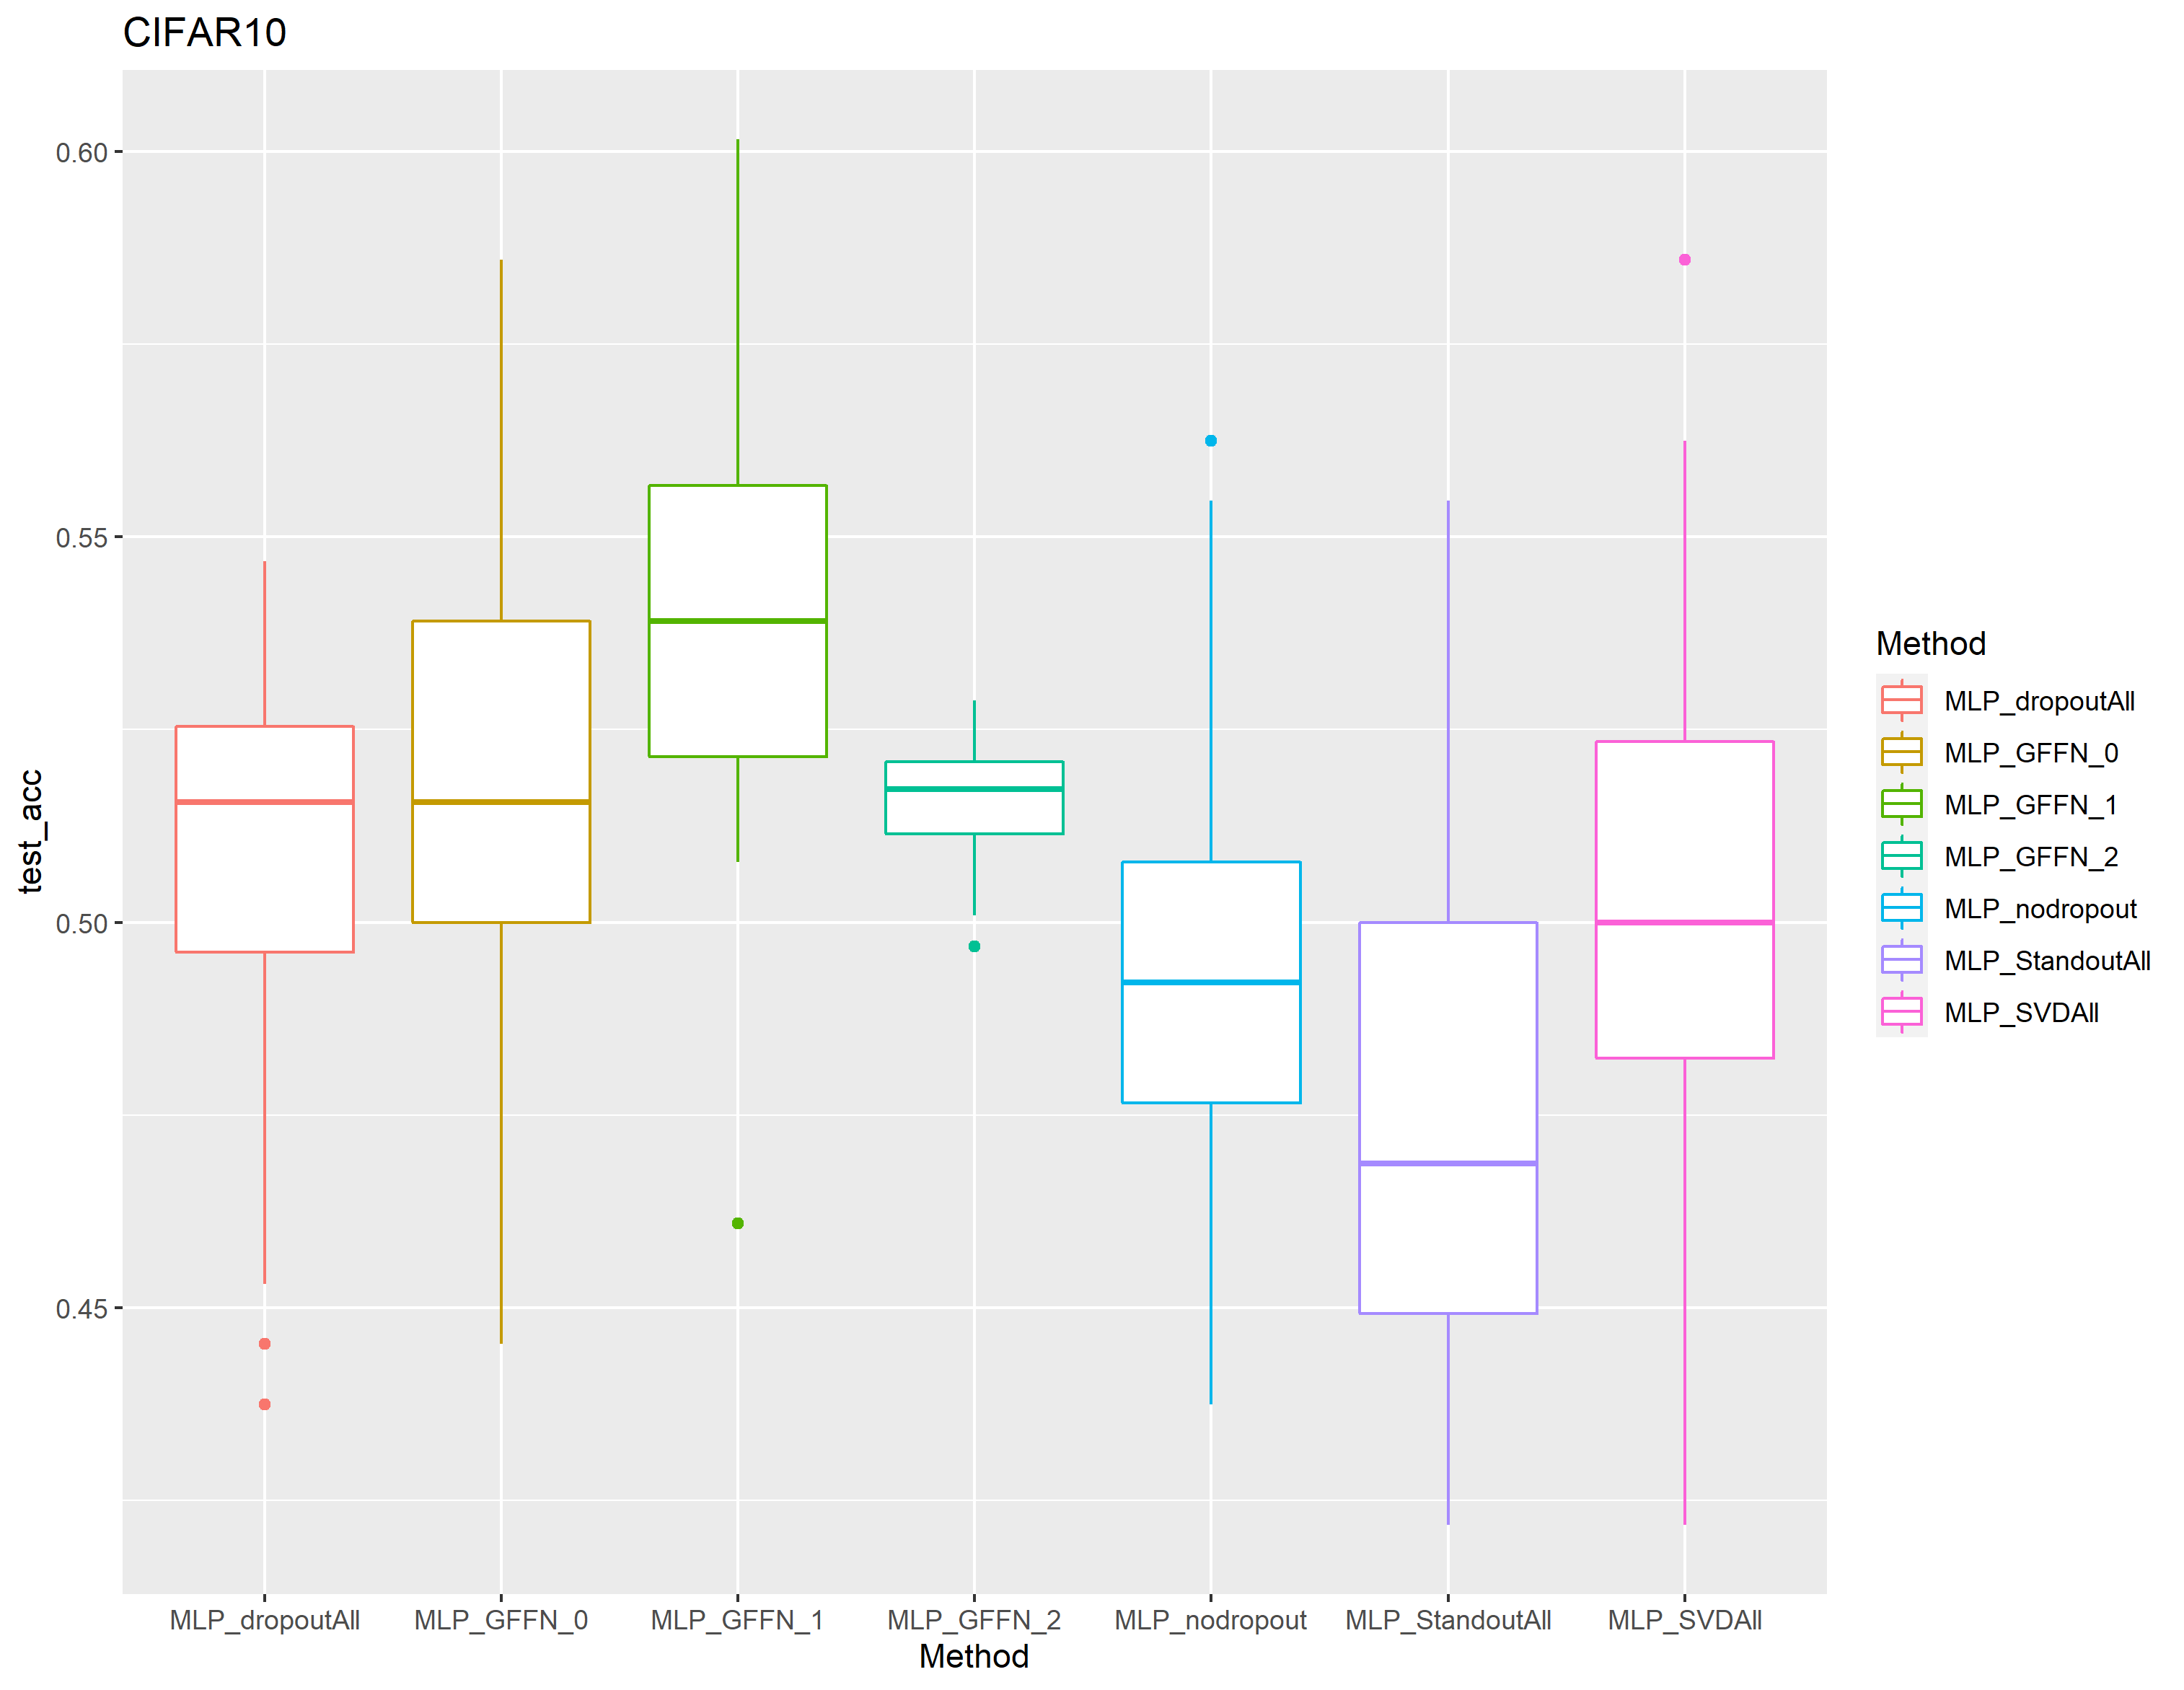 CIFAR10
test_acc
0.60
0.55
0.50
0.45
MLP_dropoutAll
MLP_GFFN_0
MLP_GFFN_1
MLP_GFFN_2
MLP_nodropout
MLP_StandoutAll
MLP_SVDAll
Method
Method
MLP_dropoutAll
MLP_GFFN_0
MLP_GFFN_1
MLP_GFFN_2
MLP_nodropout
MLP_StandoutAll
MLP_SVDAll